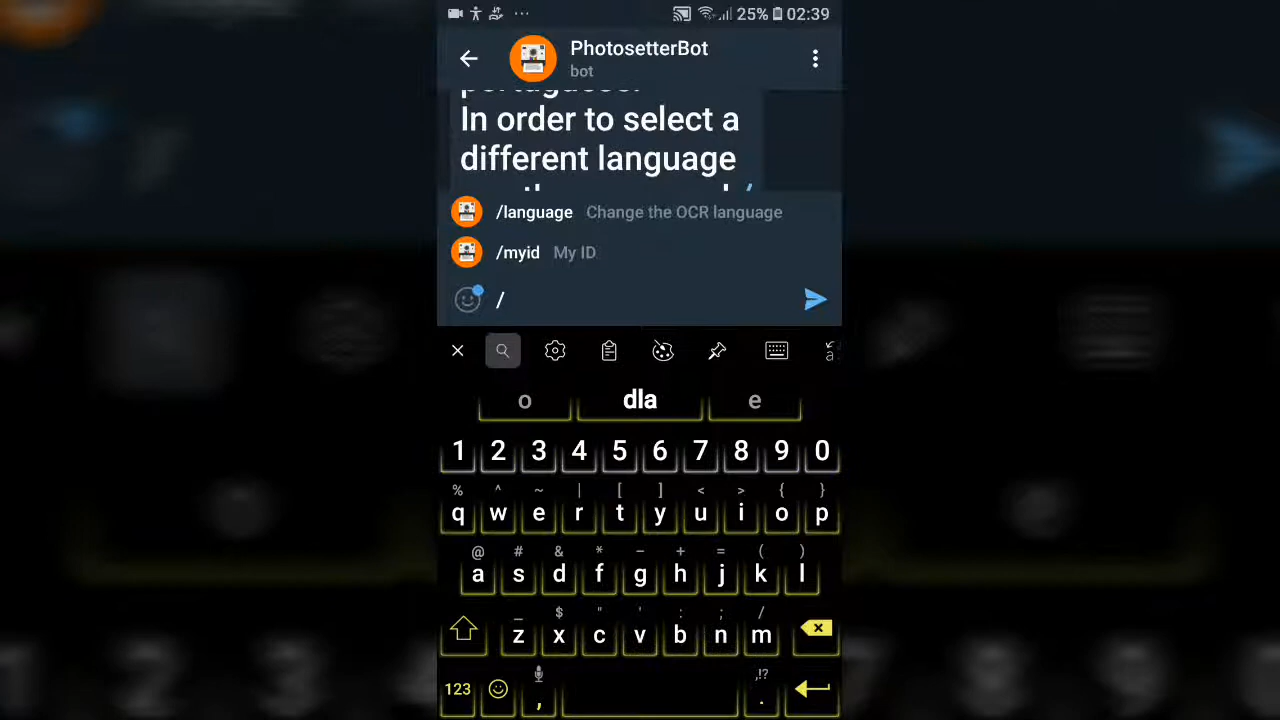 25% 02:39
PhotosetterBot
bot
In order to select a
different language
/language Change the OCR language
/myid My ID
/
o dla e
1 2 3 4 5 6 7 8 9 0
% ^ ~ | [ ] < > { }
q w e r t y u i o p
@ # & * - + = ( )
a s d f g h j k l
_ $ " ' : ; /
z x c v b n m
,!?
123 , .